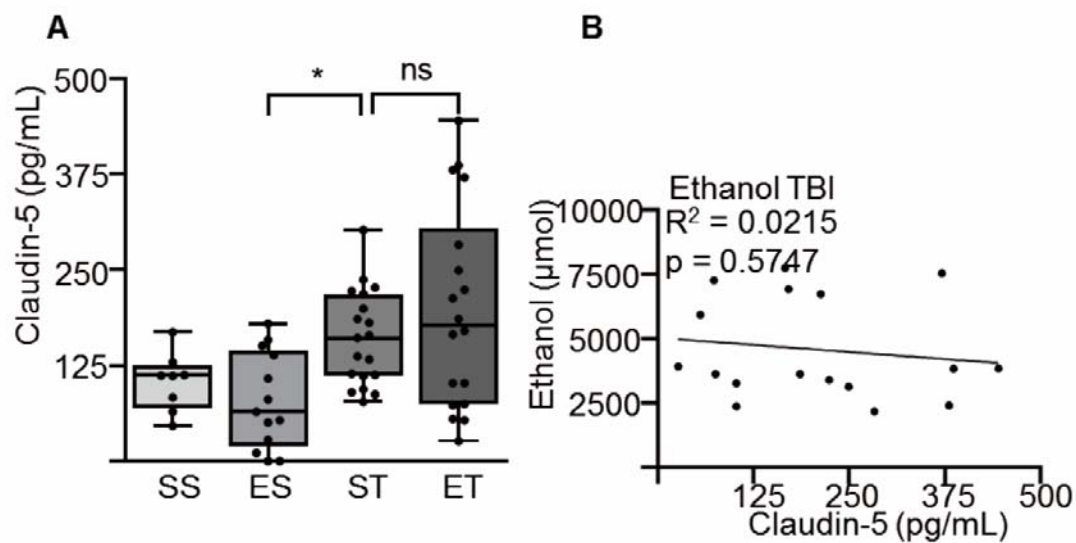 A
B
Claudin-5 (pg/mL)
500
375
250
125
*
ns
SS ES ST ET
Ethanol (µmol)
10000
7500
5000
2500
Ethanol TBI
R² = 0.0215
p = 0.5747
125 250 375 500
Claudin-5 (pg/mL)